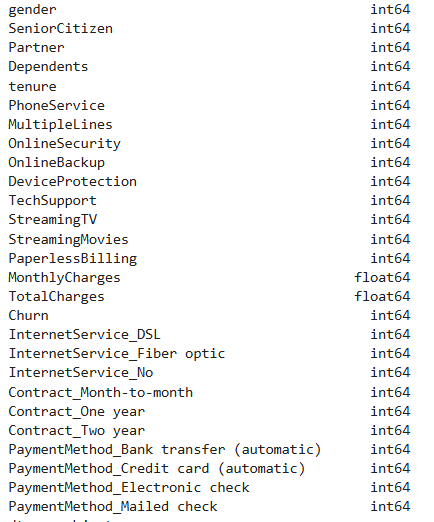 gender int64
SeniorCitizen int64
Partner int64
Dependents int64
tenure int64
PhoneService int64
MultipleLines int64
OnlineSecurity int64
OnlineBackup int64
DeviceProtection int64
TechSupport int64
StreamingTV int64
StreamingMovies int64
PaperlessBilling int64
MonthlyCharges float64
TotalCharges float64
Churn int64
InternetService_DSL int64
InternetService_Fiber optic int64
InternetService_No int64
Contract_Month-to-month int64
Contract_One year int64
Contract_Two year int64
PaymentMethod_Bank transfer (automatic) int64
PaymentMethod_Credit card (automatic) int64
PaymentMethod_Electronic check int64
PaymentMethod_Mailed check int64